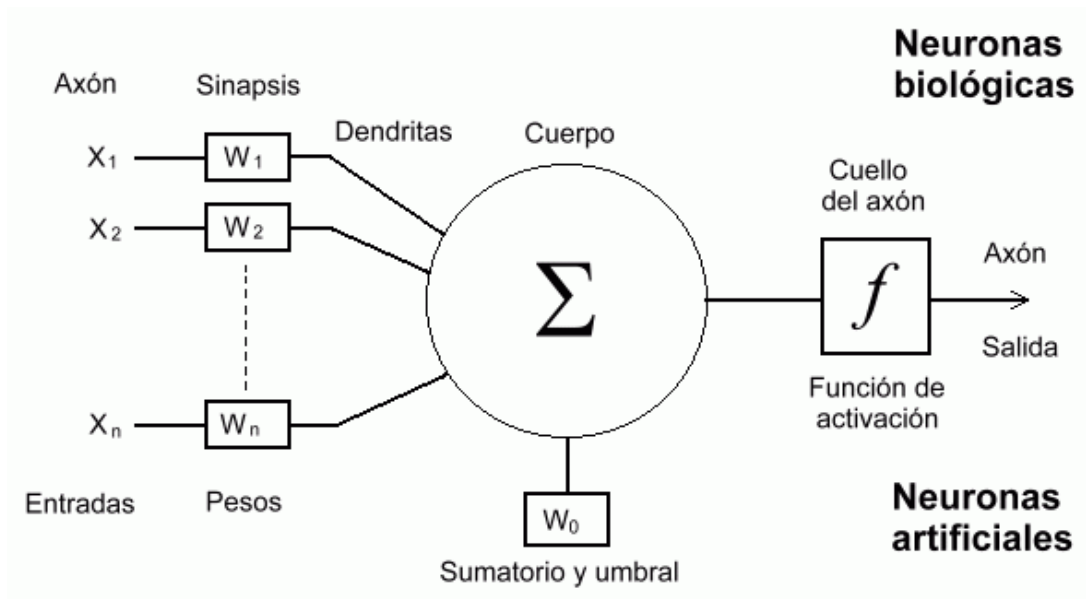 Neuronas
biológicas
Axón
Sinapsis
Dendritas
Cuerpo
X₁
W₁
Cuello
del axón
X₂
W₂
Σ
f
Axón
Salida
Función de
activación
Xₙ
Wₙ
Entradas
Pesos
W₀
Sumatorio y umbral
Neuronas
artificiales